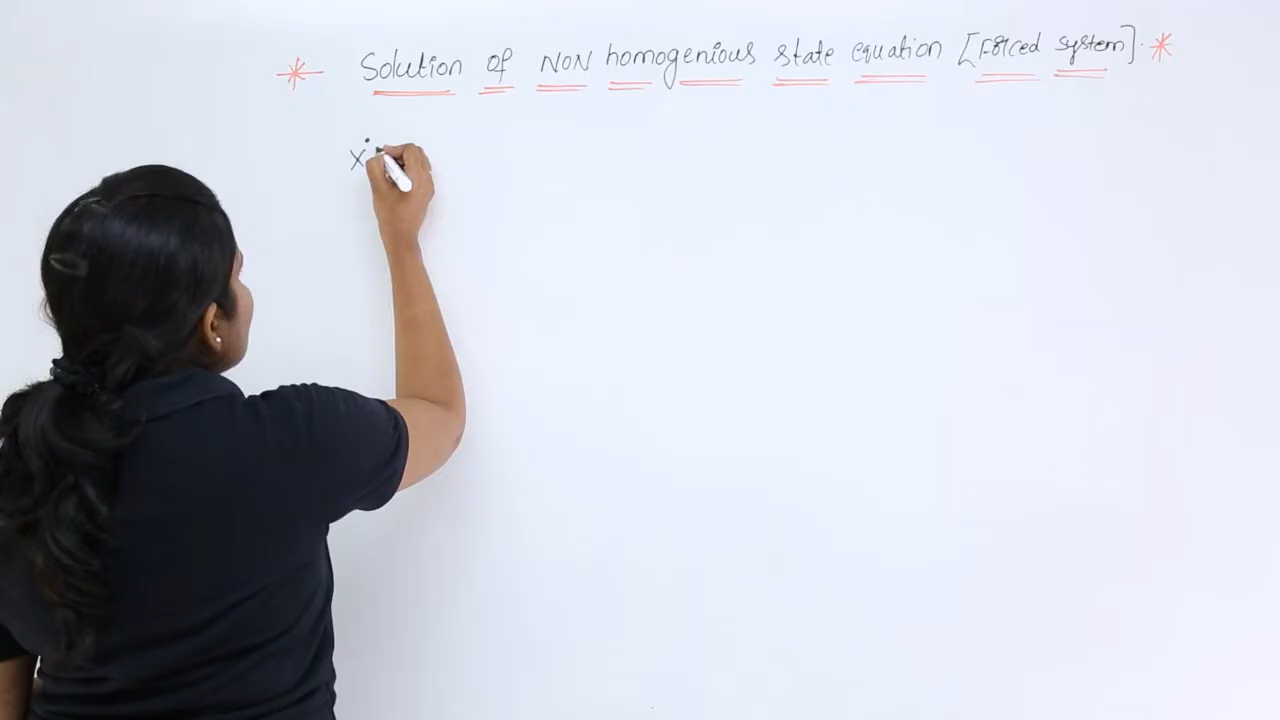 * Solution of NON homogenious state equation [Forced system]. *
ẋ